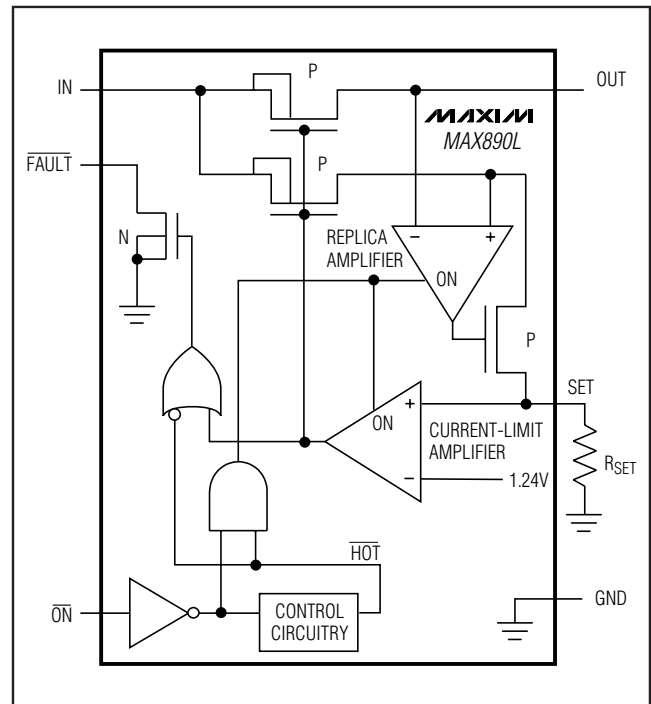 IN
P
OUT
MAXIM
MAX890L
FAULT
P
N
REPLICA
AMPLIFIER
−
+
ON
P
SET
+
ON
CURRENT-LIMIT
AMPLIFIER
−
1.24V
RSET
HOT
ON
CONTROL
CIRCUITRY
GND